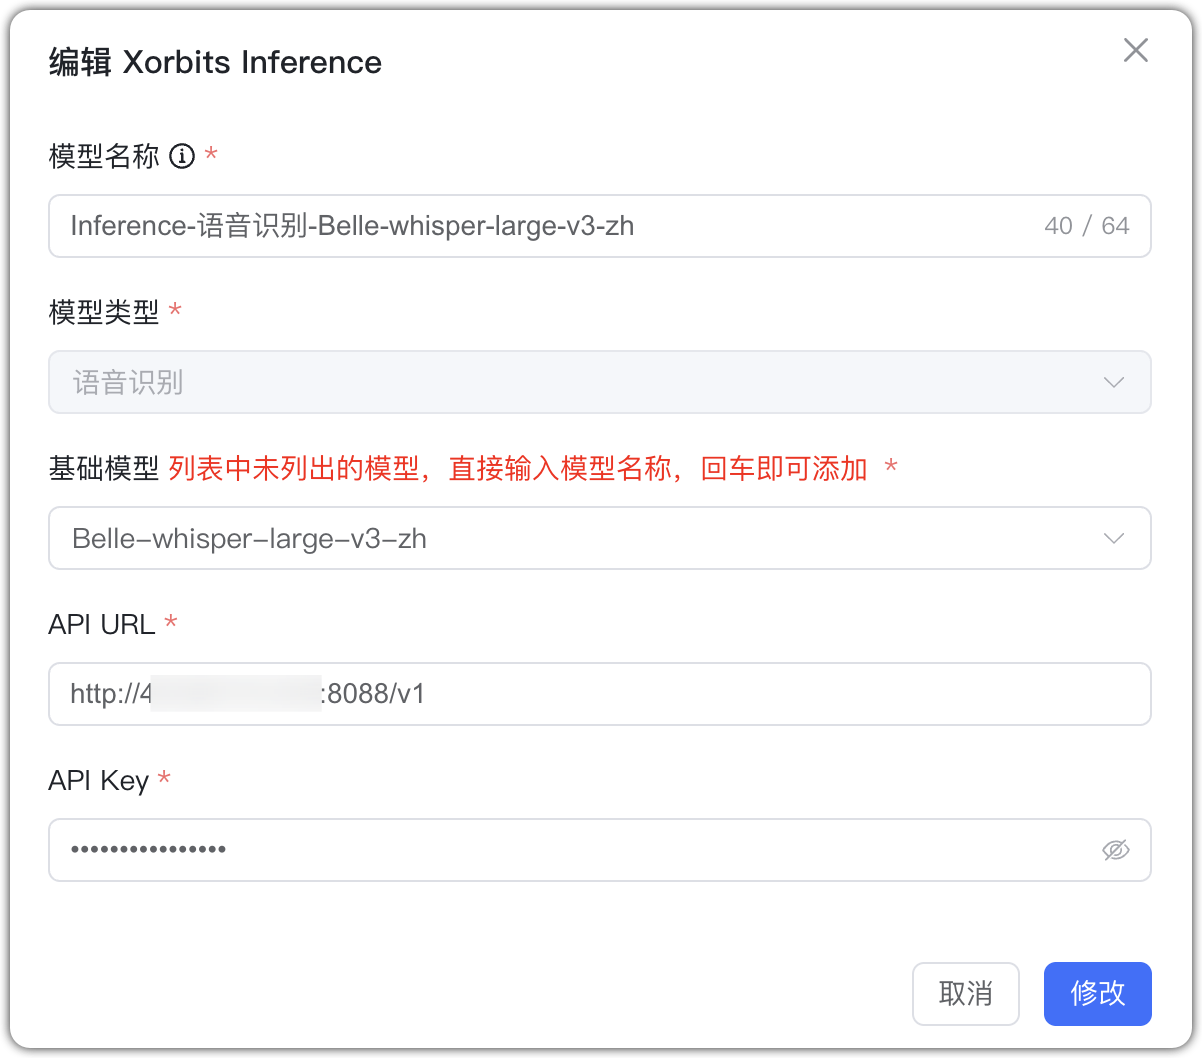 编辑 Xorbits Inference
模型名称 *
Inference-语音识别-Belle-whisper-large-v3-zh 40 / 64
模型类型 *
语音识别
基础模型 列表中未列出的模型，直接输入模型名称，回车即可添加 *
Belle-whisper-large-v3-zh
API URL *
http://4 :8088/v1
API Key *
••••••••••••••••
取消 修改